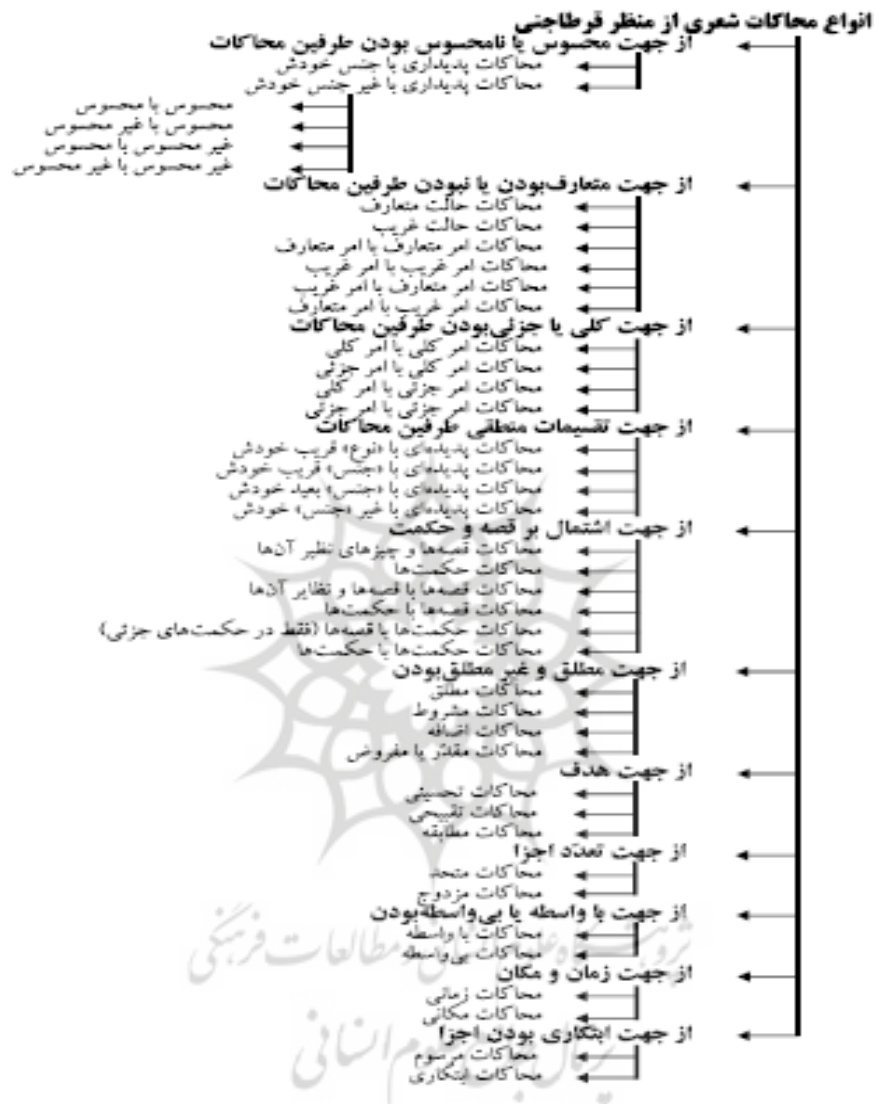 انواع محاکات شعری از منظر قرطاجنی
از جهت محسوس یا نامحسوس بودن طرفین محاکات
محاکات پدیداری با جنس خودش
محاکات پدیداری با غیر جنس خودش
محسوس با محسوس
محسوس با غیر محسوس
غیر محسوس با محسوس
غیر محسوس با غیر محسوس
از جهت متعارف‌بودن یا نبودن طرفین محاکات
محاکات حالت متعارف
محاکات حالت غریب
محاکات امر متعارف با امر متعارف
محاکات امر غریب با امر غریب
محاکات امر متعارف با امر غریب
محاکات امر غریب با امر متعارف
از جهت کلی یا جزئی‌بودن طرفین محاکات
محاکات امر کلی با امر کلی
محاکات امر کلی با امر جزئی
محاکات امر جزئی با امر کلی
محاکات امر جزئی با امر جزئی
از جهت تقسیمات منطقی طرفین محاکات
محاکات پدیده‌ای با «نوع» قریب خودش
محاکات پدیده‌ای با «جنس» قریب خودش
محاکات پدیده‌ای با «جنس» بعید خودش
محاکات پدیده‌ای با غیر «جنس» خودش
از جهت اشتمال بر قصه و حکمت
محاکات قصه‌ها و چیزهای نظیر آن‌ها
محاکات حکمت‌ها
محاکات قصه‌ها با قصه‌ها و نظایر آن‌ها
محاکات قصه‌ها با حکمت‌ها
محاکات حکمت‌ها با قصه‌ها (فقط در حکمت‌های جزئی)
محاکات حکمت‌ها با حکمت‌ها
از جهت مطلق و غیر مطلق‌بودن
محاکات مطلق
محاکات مشروط
محاکات اضافه
محاکات مقدّر یا مفروض
از جهت هدف
محاکات تحسینی
محاکات تقبیحی
محاکات مطابقه
از جهت تعدّد اجزا
محاکات متحد
محاکات مزدوج
از جهت با واسطه یا بی‌واسطه‌بودن
محاکات با واسطه
محاکات بی‌واسطه
از جهت زمان و مکان
محاکات زمانی
محاکات مکانی
از جهت ابتکاری بودن اجزا
محاکات مرسوم
محاکات ابتکاری
پژوهشگاه علوم انسانی و مطالعات فرهنگی
پرتال جامع علوم انسانی